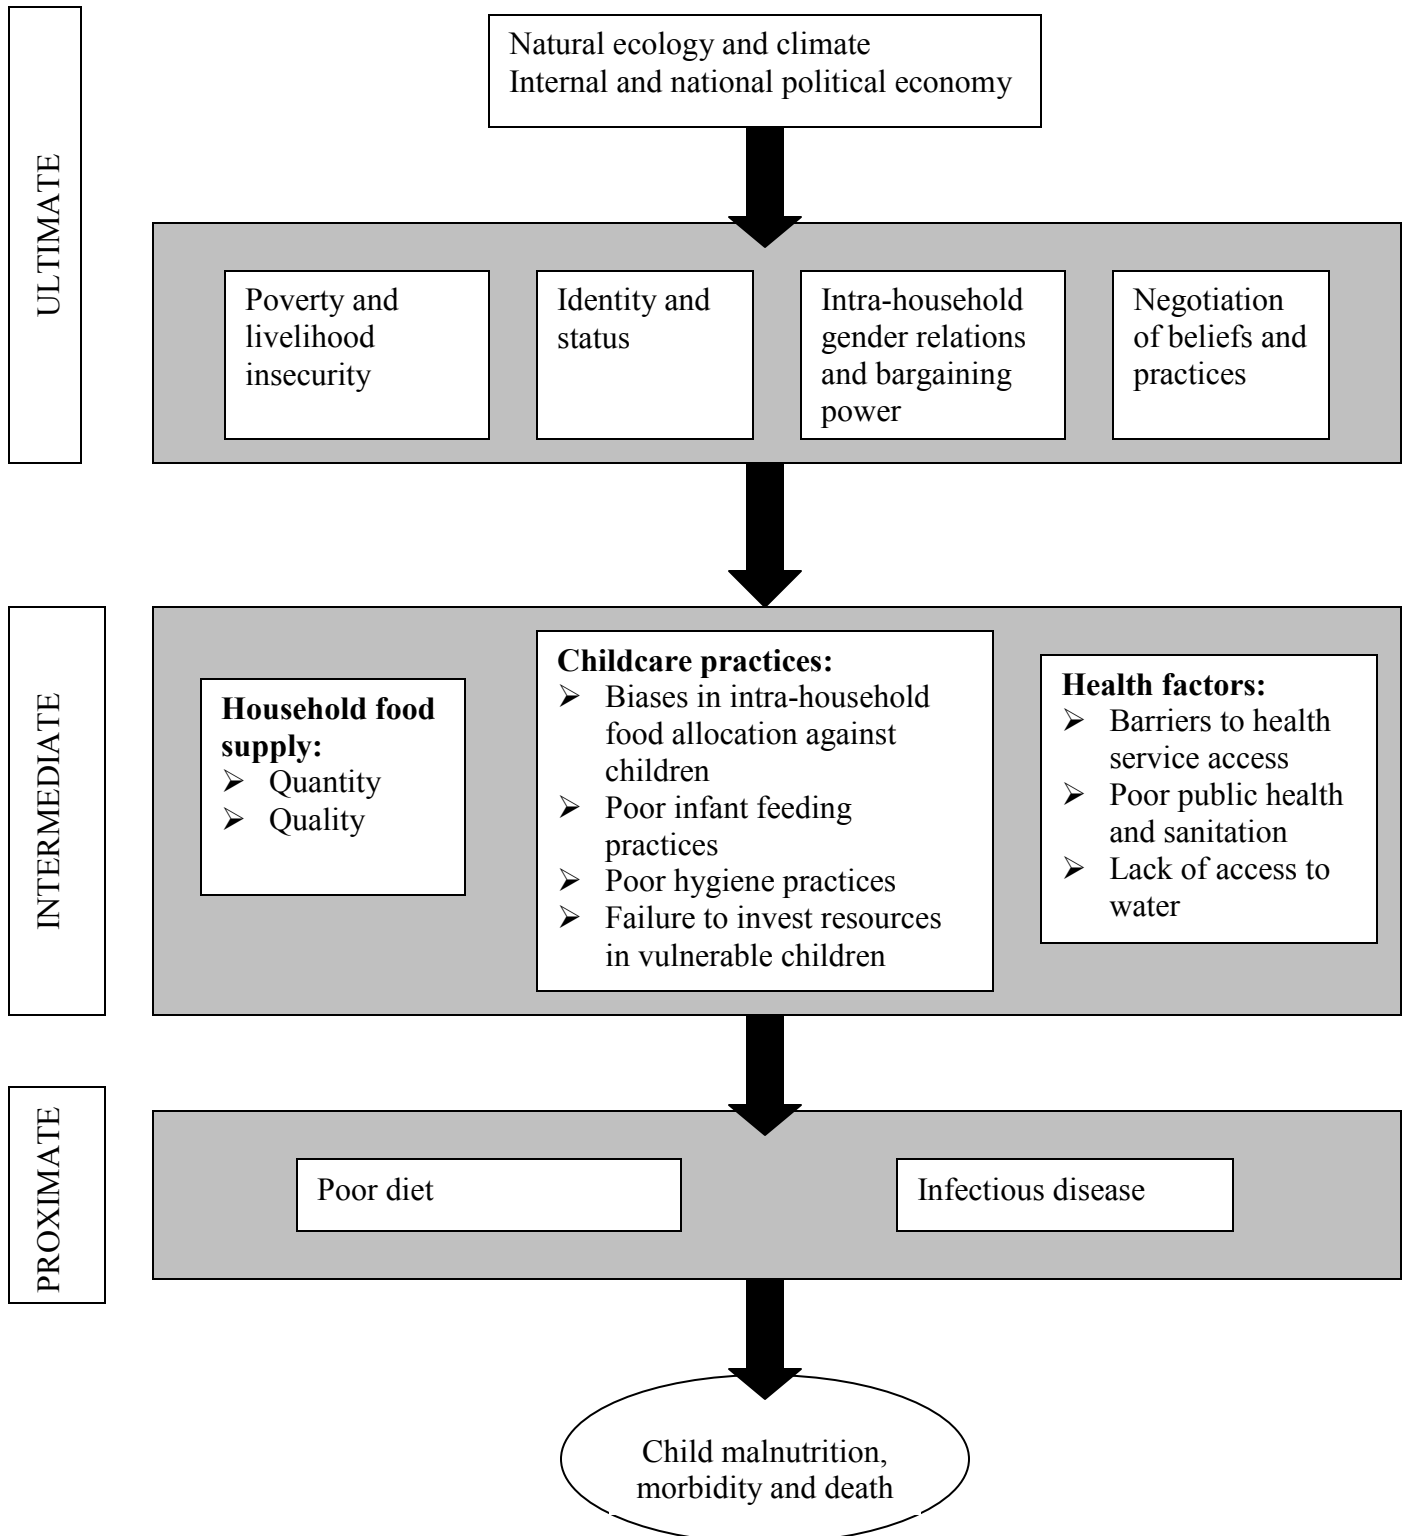 ULTIMATE
Natural ecology and climate
Internal and national political economy
Poverty and
livelihood
insecurity
Identity and
status
Intra-household
gender relations
and bargaining
power
Negotiation
of beliefs and
practices
INTERMEDIATE
Household food
supply:
➢ Quantity
➢ Quality
Childcare practices:
➢ Biases in intra-household
food allocation against
children
➢ Poor infant feeding
practices
➢ Poor hygiene practices
➢ Failure to invest resources
in vulnerable children
Health factors:
➢ Barriers to health
service access
➢ Poor public health
and sanitation
➢ Lack of access to
water
PROXIMATE
Poor diet
Infectious disease
Child malnutrition,
morbidity and death